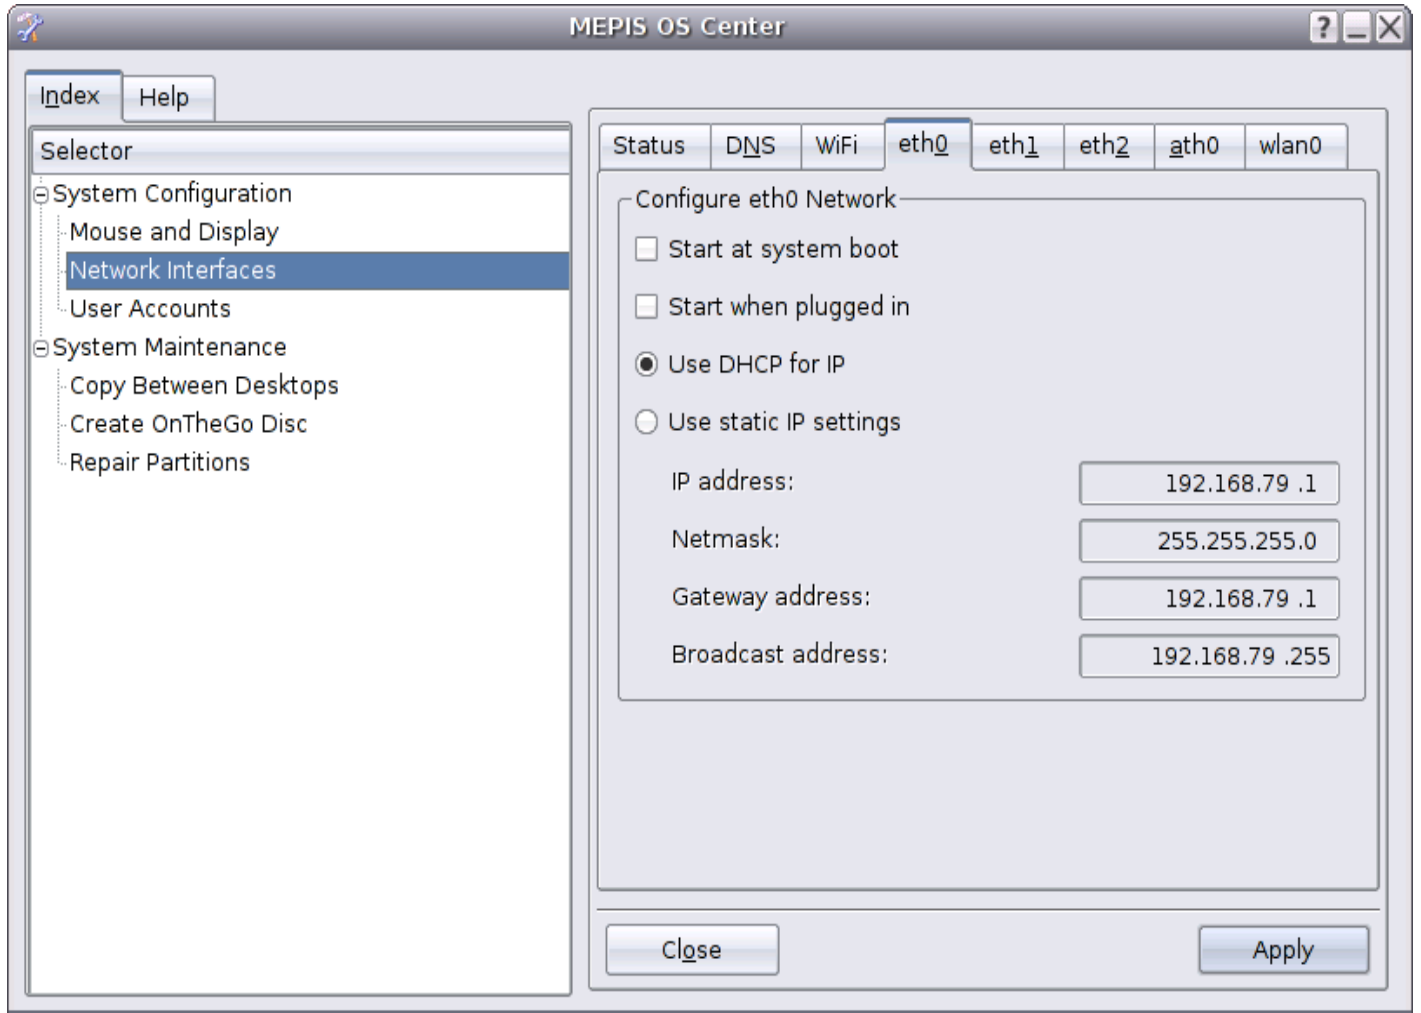 MEPIS OS Center
?
Index Help
Selector
System Configuration
Mouse and Display
Network Interfaces
User Accounts
System Maintenance
Copy Between Desktops
Create OnTheGo Disc
Repair Partitions
Status DNS WiFi eth0 eth1 eth2 ath0 wlan0
Configure eth0 Network
Start at system boot
Start when plugged in
Use DHCP for IP
Use static IP settings
IP address: 192.168.79 .1
Netmask: 255.255.255.0
Gateway address: 192.168.79 .1
Broadcast address: 192.168.79 .255
Close Apply